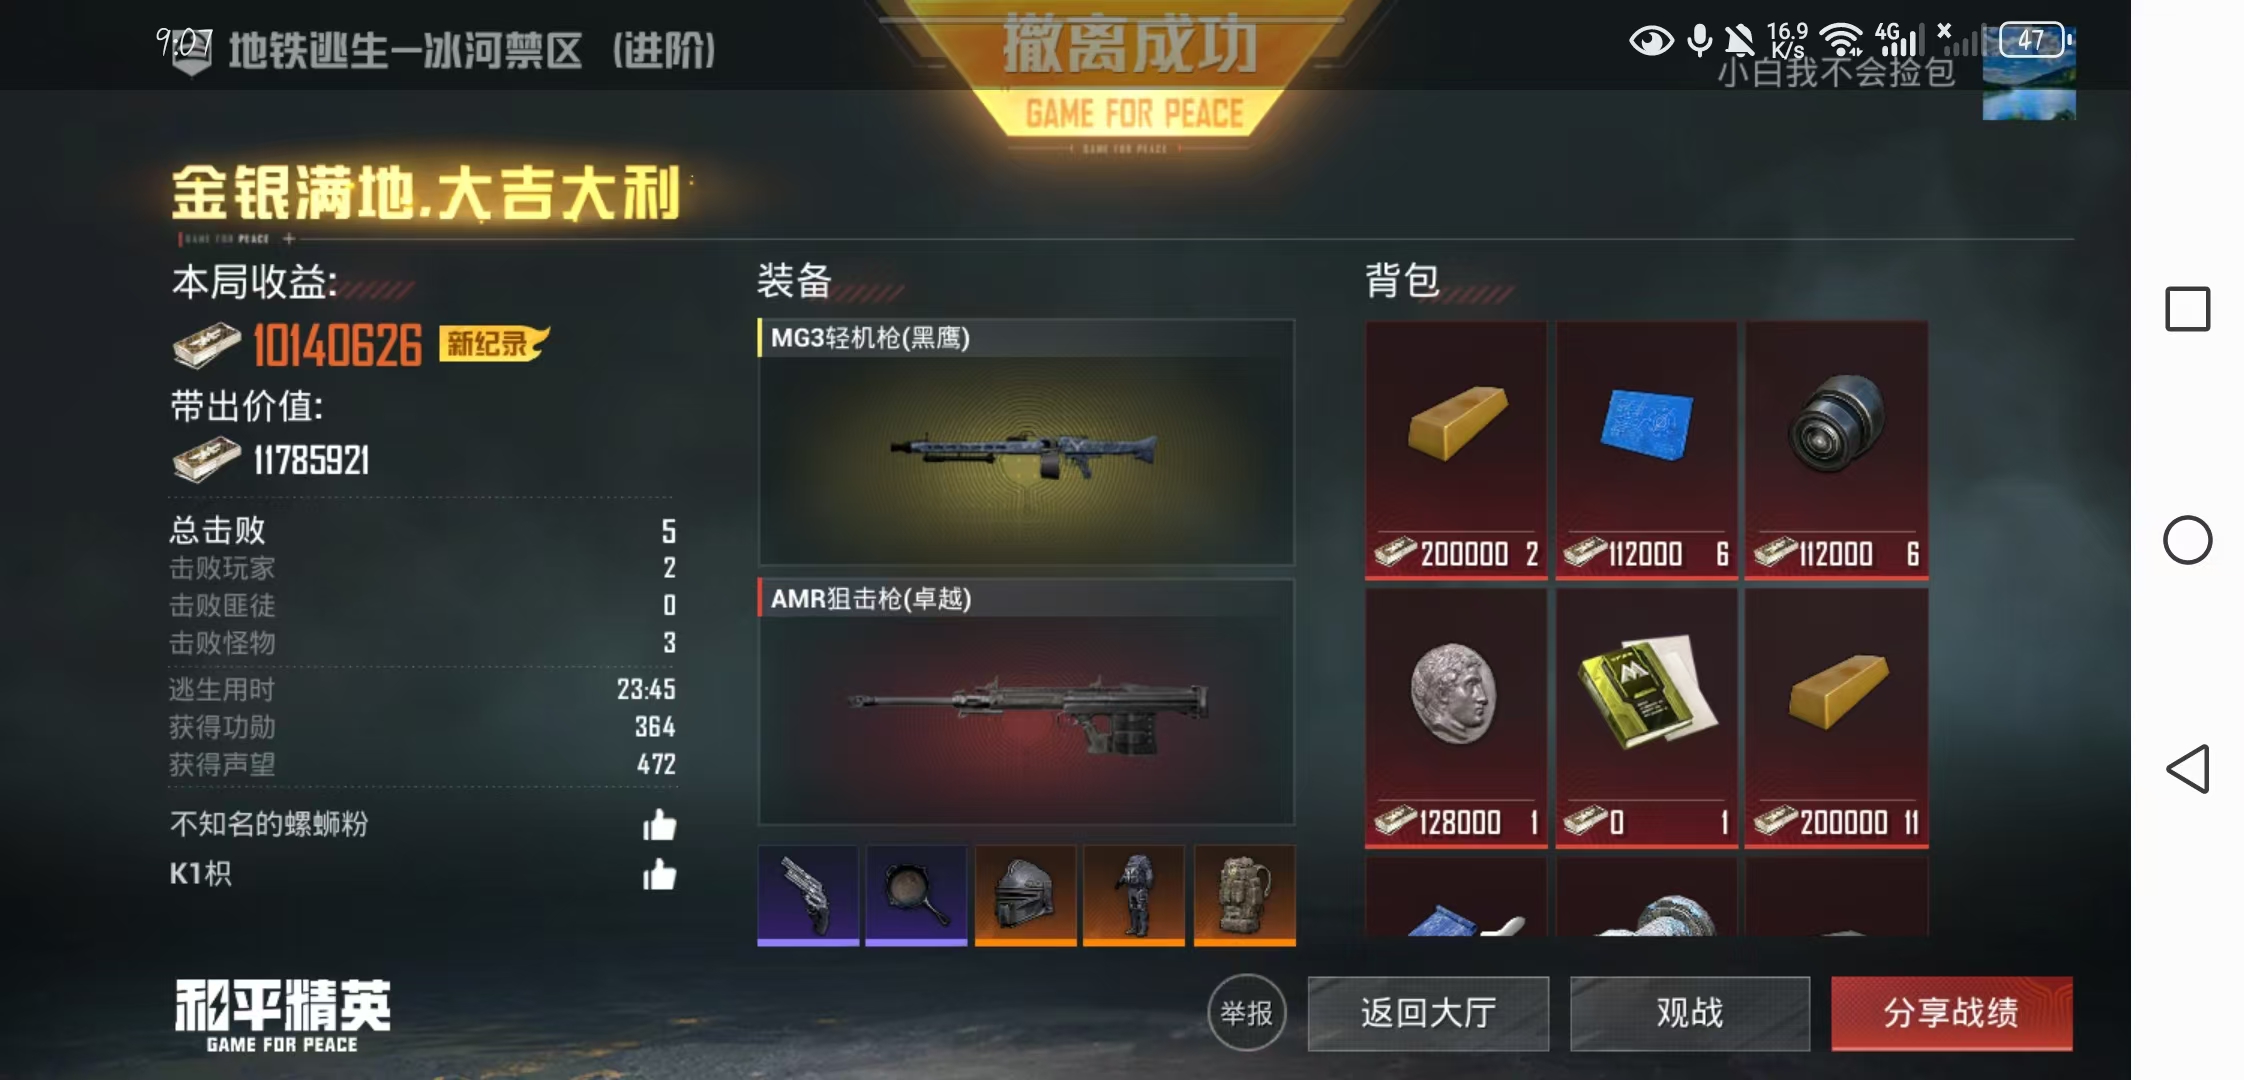 9:07
地铁逃生—冰河禁区（进阶）
撤离成功
GAME FOR PEACE
GAME FOR PEACE
16.9 K/s
4G
47
小白我不会捡包
金银满地.大吉大利
GAME FOR PEACE
本局收益:
10140626 新纪录
带出价值:
11785921
总击败 5
击败玩家 2
击败匪徒 0
击败怪物 3
逃生用时 23:45
获得功勋 364
获得声望 472
不知名的螺蛳粉
K1枳
装备
MG3轻机枪(黑鹰)
AMR狙击枪(卓越)
背包
200000 2
112000 6
112000 6
128000 1
0 1
200000 11
和平精英
GAME FOR PEACE
举报
返回大厅
观战
分享战绩